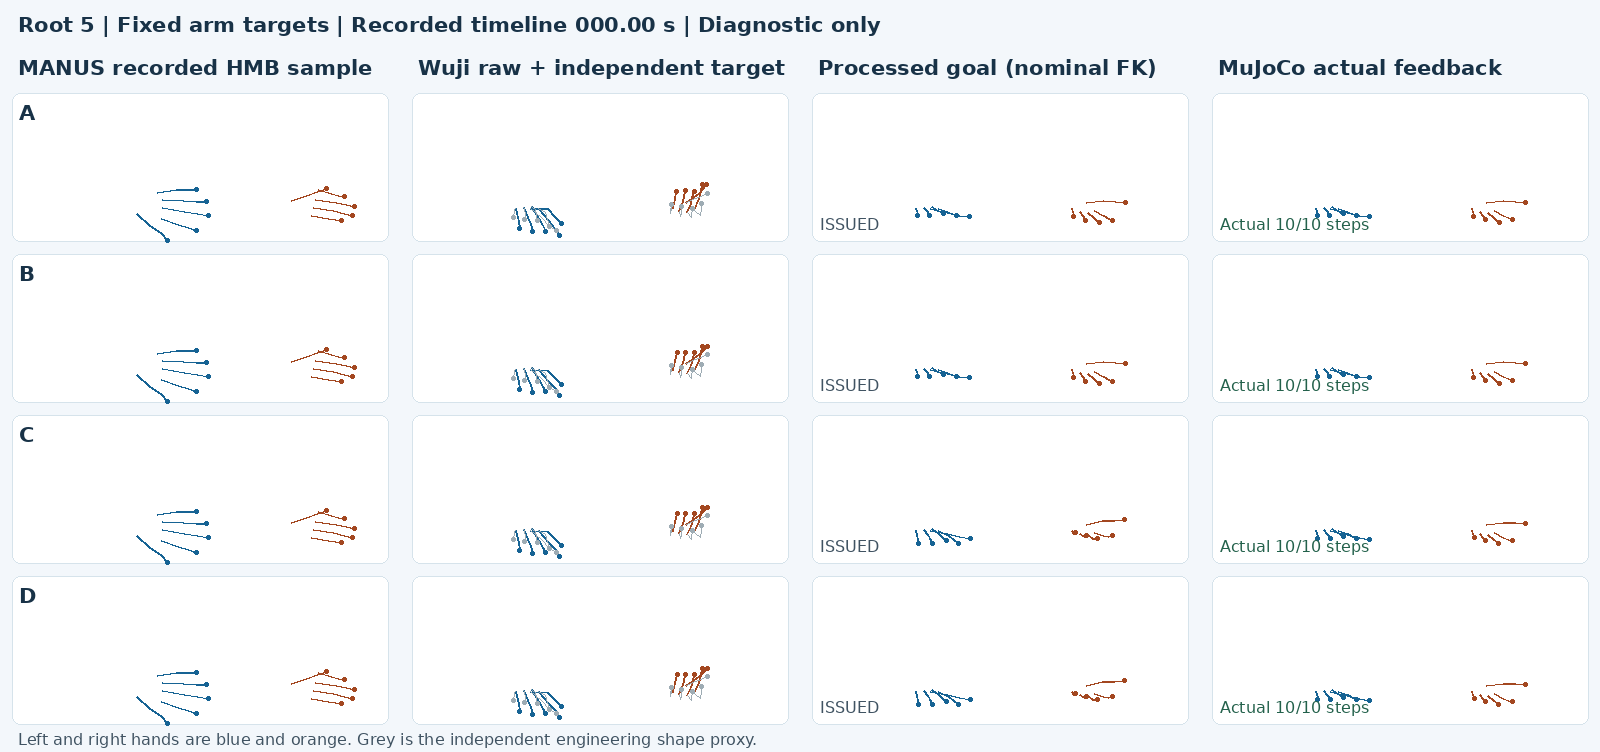 Root 5 | Fixed arm targets | Recorded timeline 000.00 s | Diagnostic only
MANUS recorded HMB sample
Wuji raw + independent target
Processed goal (nominal FK)
MuJoCo actual feedback
A
ISSUED
Actual 10/10 steps
B
ISSUED
Actual 10/10 steps
C
ISSUED
Actual 10/10 steps
D
ISSUED
Actual 10/10 steps
Left and right hands are blue and orange. Grey is the independent engineering shape proxy.